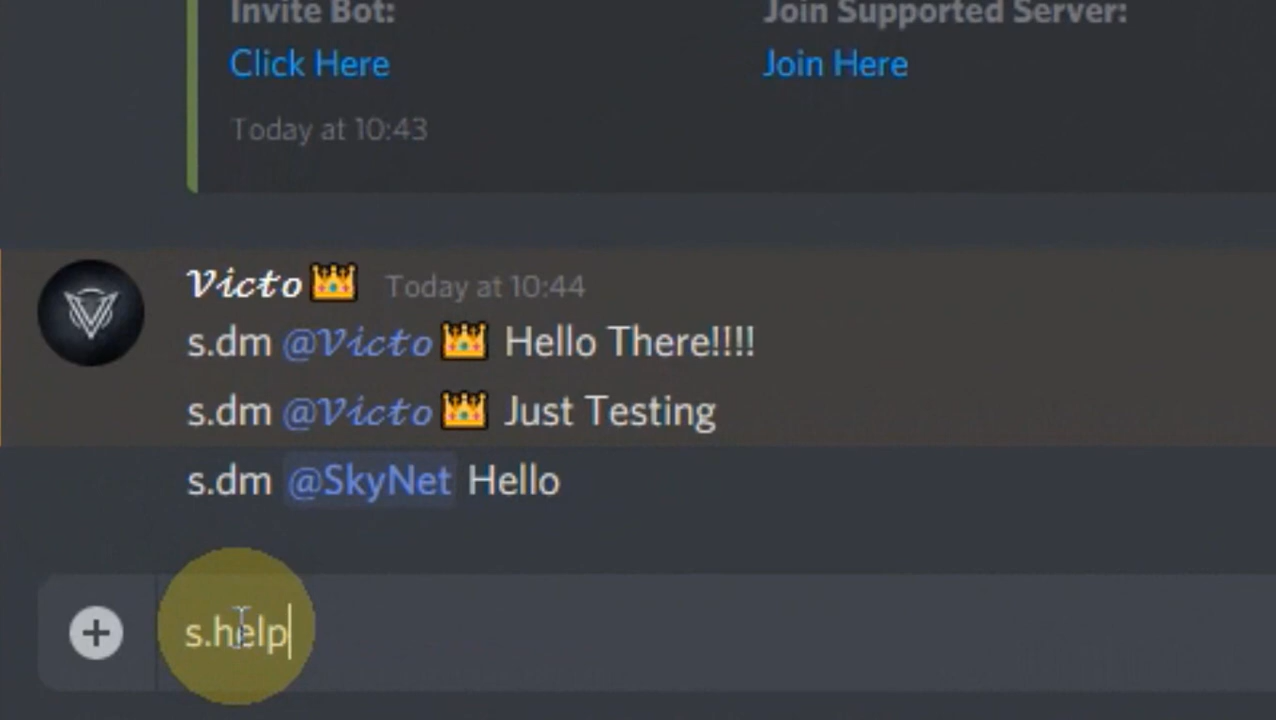 Invite Bot: Join Supported Server:
Click Here Join Here
Today at 10:43
𝓥𝓲𝓬𝓽𝓸👑 Today at 10:44
s.dm @𝓥𝓲𝓬𝓽𝓸👑 Hello There!!!!
s.dm @𝓥𝓲𝓬𝓽𝓸👑 Just Testing
s.dm @SkyNet Hello
s.help